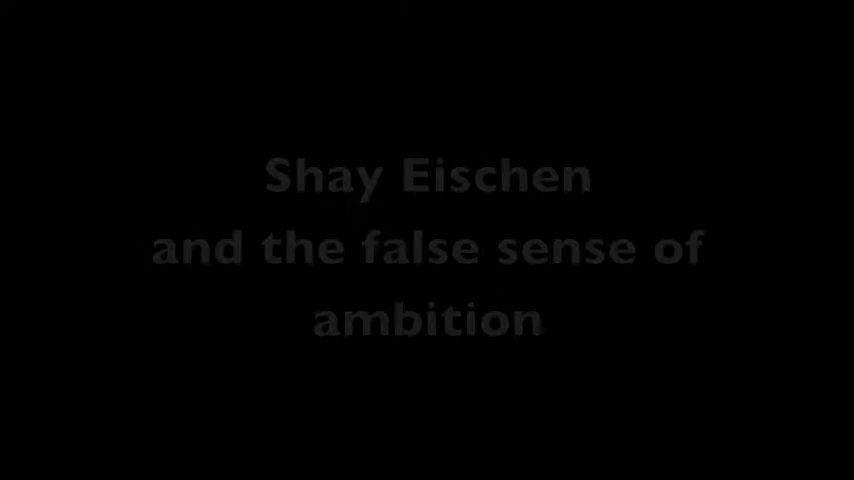 Shay Eischen
and the false sense of
ambition